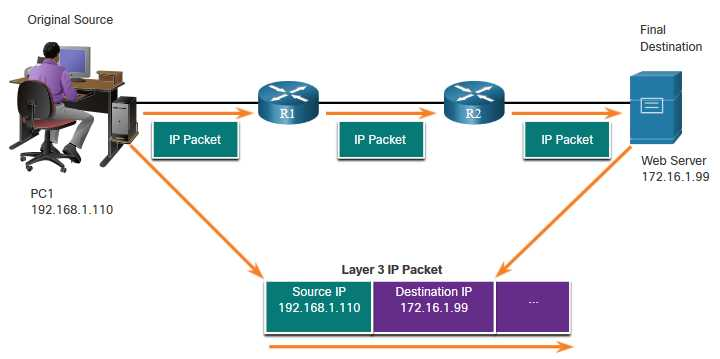 Original Source
Final
Destination
R1
R2
IP Packet
IP Packet
IP Packet
Web Server
172.16.1.99
PC1
192.168.1.110
Layer 3 IP Packet
Source IP
192.168.1.110
Destination IP
172.16.1.99
...